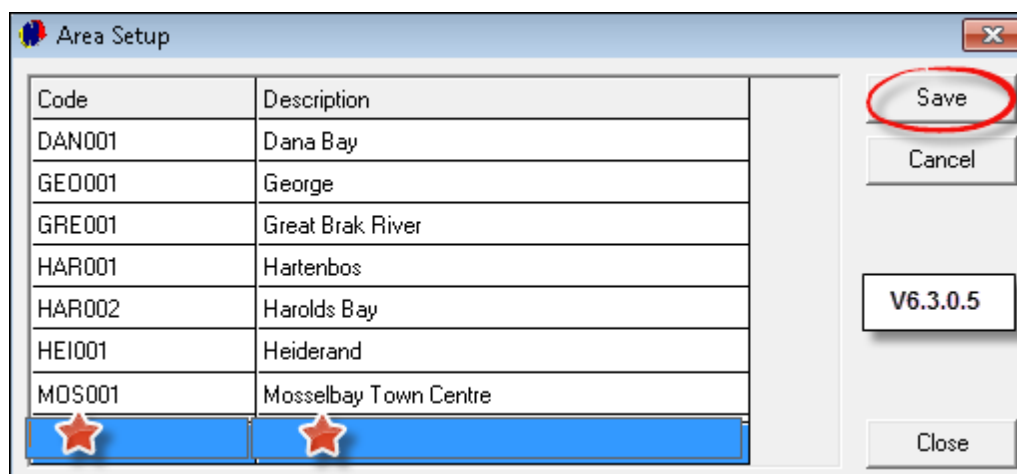 Area Setup
Code Description Save
DAN001 Dana Bay
Cancel
GEO001 George
GRE001 Great Brak River
HAR001 Hartenbos
HAR002 Harolds Bay
V6.3.0.5
HEI001 Heiderand
MOS001 Mosselbay Town Centre
Close